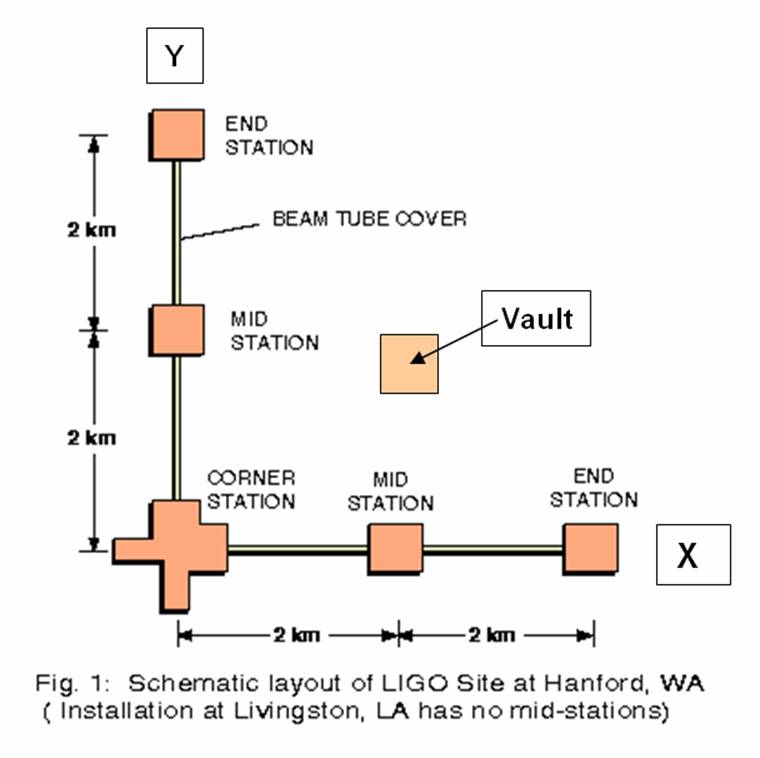 Y
END
STATION
2 km
BEAM TUBE COVER
Vault
MID
STATION
2 km
CORNER
STATION
MID
STATION
END
STATION
X
2 km
2 km
Fig. 1: Schematic layout of LIGO Site at Hanford, WA
( Installation at Livingston, LA has no mid-stations)